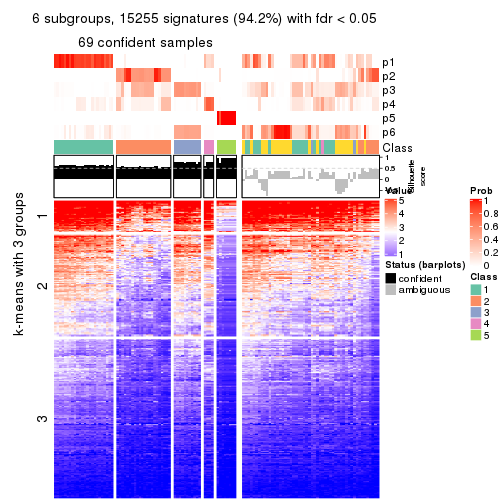 6 subgroups, 15255 signatures (94.2%) with fdr < 0.05
69 confident samples
p1
p2
p3
p4
p5
p6
Class
1
0.5
0
Silhouette
score
k-means with 3 groups
1
2
3
Value
5
4
3
2
1
Status (barplots)
confident
ambiguous
Prob
1
0.8
0.6
0.4
0.2
0
Class
1
2
3
4
5